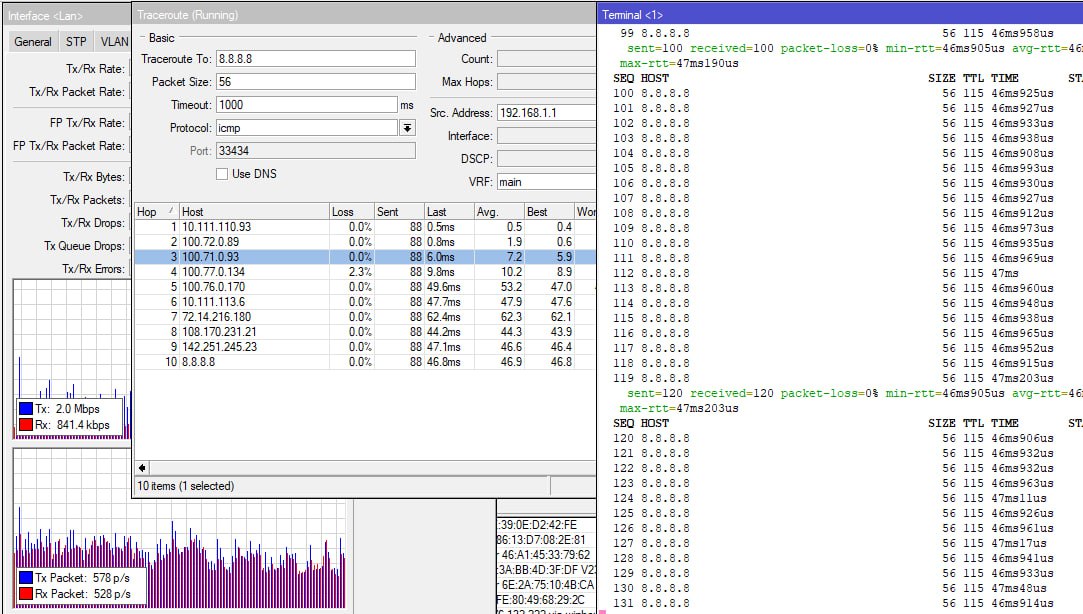 Interface <Lan>
General STP VLAN
Tx/Rx Rate:
Tx/Rx Packet Rate:
FP Tx/Rx Rate:
FP Tx/Rx Packet Rate:
Tx/Rx Bytes:
Tx/Rx Packets:
Tx/Rx Drops:
Tx Queue Drops:
Tx/Rx Errors:
Tx: 2.0 Mbps
Rx: 841.4 kbps
Tx Packet: 578 p/s
Rx Packet: 528 p/s
Traceroute (Running)
Basic
Traceroute To: 8.8.8.8
Packet Size: 56
Timeout: 1000 ms
Protocol: icmp
Port: 33434
Use DNS
Advanced
Count:
Max Hops:
Src. Address: 192.168.1.1
Interface:
DSCP:
VRF: main
Hop Host Loss Sent Last Avg. Best Wor
1 10.111.110.93 0.0% 88 0.5ms 0.5 0.4
2 100.72.0.89 0.0% 88 0.8ms 1.9 0.6
3 100.71.0.93 0.0% 88 6.0ms 7.2 5.9
4 100.77.0.134 2.3% 88 9.8ms 10.2 8.9
5 100.76.0.170 0.0% 88 49.6ms 53.2 47.0
6 10.111.113.6 0.0% 88 47.7ms 47.9 47.6
7 72.14.216.180 0.0% 88 62.4ms 62.3 62.1
8 108.170.231.21 0.0% 88 44.2ms 44.3 43.9
9 142.251.245.23 0.0% 88 47.1ms 46.6 46.4
10 8.8.8.8 0.0% 88 46.8ms 46.9 46.8
10 items (1 selected)
:39:0E:D2:42:FE
86:13:D7:08:2E:81
r 46:A1:45:33:79:62
:3A:BB:4D:3F:DF V2
r 6E:2A:75:10:4B:CA
FE:80:49:68:29:2C
Terminal <1>
99 8.8.8.8 56 115 46ms958us
sent=100 received=100 packet-loss=0% min-rtt=46ms905us avg-rtt=46
max-rtt=47ms190us
SEQ HOST SIZE TTL TIME STA
100 8.8.8.8 56 115 46ms925us
101 8.8.8.8 56 115 46ms927us
102 8.8.8.8 56 115 46ms933us
103 8.8.8.8 56 115 46ms938us
104 8.8.8.8 56 115 46ms908us
105 8.8.8.8 56 115 46ms993us
106 8.8.8.8 56 115 46ms930us
107 8.8.8.8 56 115 46ms927us
108 8.8.8.8 56 115 46ms912us
109 8.8.8.8 56 115 46ms973us
110 8.8.8.8 56 115 46ms935us
111 8.8.8.8 56 115 46ms969us
112 8.8.8.8 56 115 47ms
113 8.8.8.8 56 115 46ms960us
114 8.8.8.8 56 115 46ms948us
115 8.8.8.8 56 115 46ms938us
116 8.8.8.8 56 115 46ms965us
117 8.8.8.8 56 115 46ms952us
118 8.8.8.8 56 115 46ms915us
119 8.8.8.8 56 115 47ms203us
sent=120 received=120 packet-loss=0% min-rtt=46ms905us avg-rtt=46
max-rtt=47ms203us
SEQ HOST SIZE TTL TIME STA
120 8.8.8.8 56 115 46ms906us
121 8.8.8.8 56 115 46ms932us
122 8.8.8.8 56 115 46ms932us
123 8.8.8.8 56 115 46ms963us
124 8.8.8.8 56 115 47ms11us
125 8.8.8.8 56 115 46ms926us
126 8.8.8.8 56 115 46ms961us
127 8.8.8.8 56 115 47ms17us
128 8.8.8.8 56 115 46ms941us
129 8.8.8.8 56 115 46ms933us
130 8.8.8.8 56 115 47ms48us
131 8.8.8.8 56 115 46ms914us